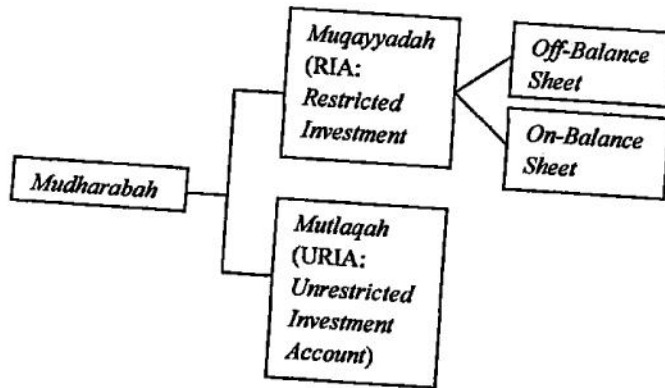 Mudharabah
Muqayyadah
(RIA:
Restricted
Investment
Off-Balance
Sheet
On-Balance
Sheet
Mutlaqah
(URIA:
Unrestricted
Investment
Account)